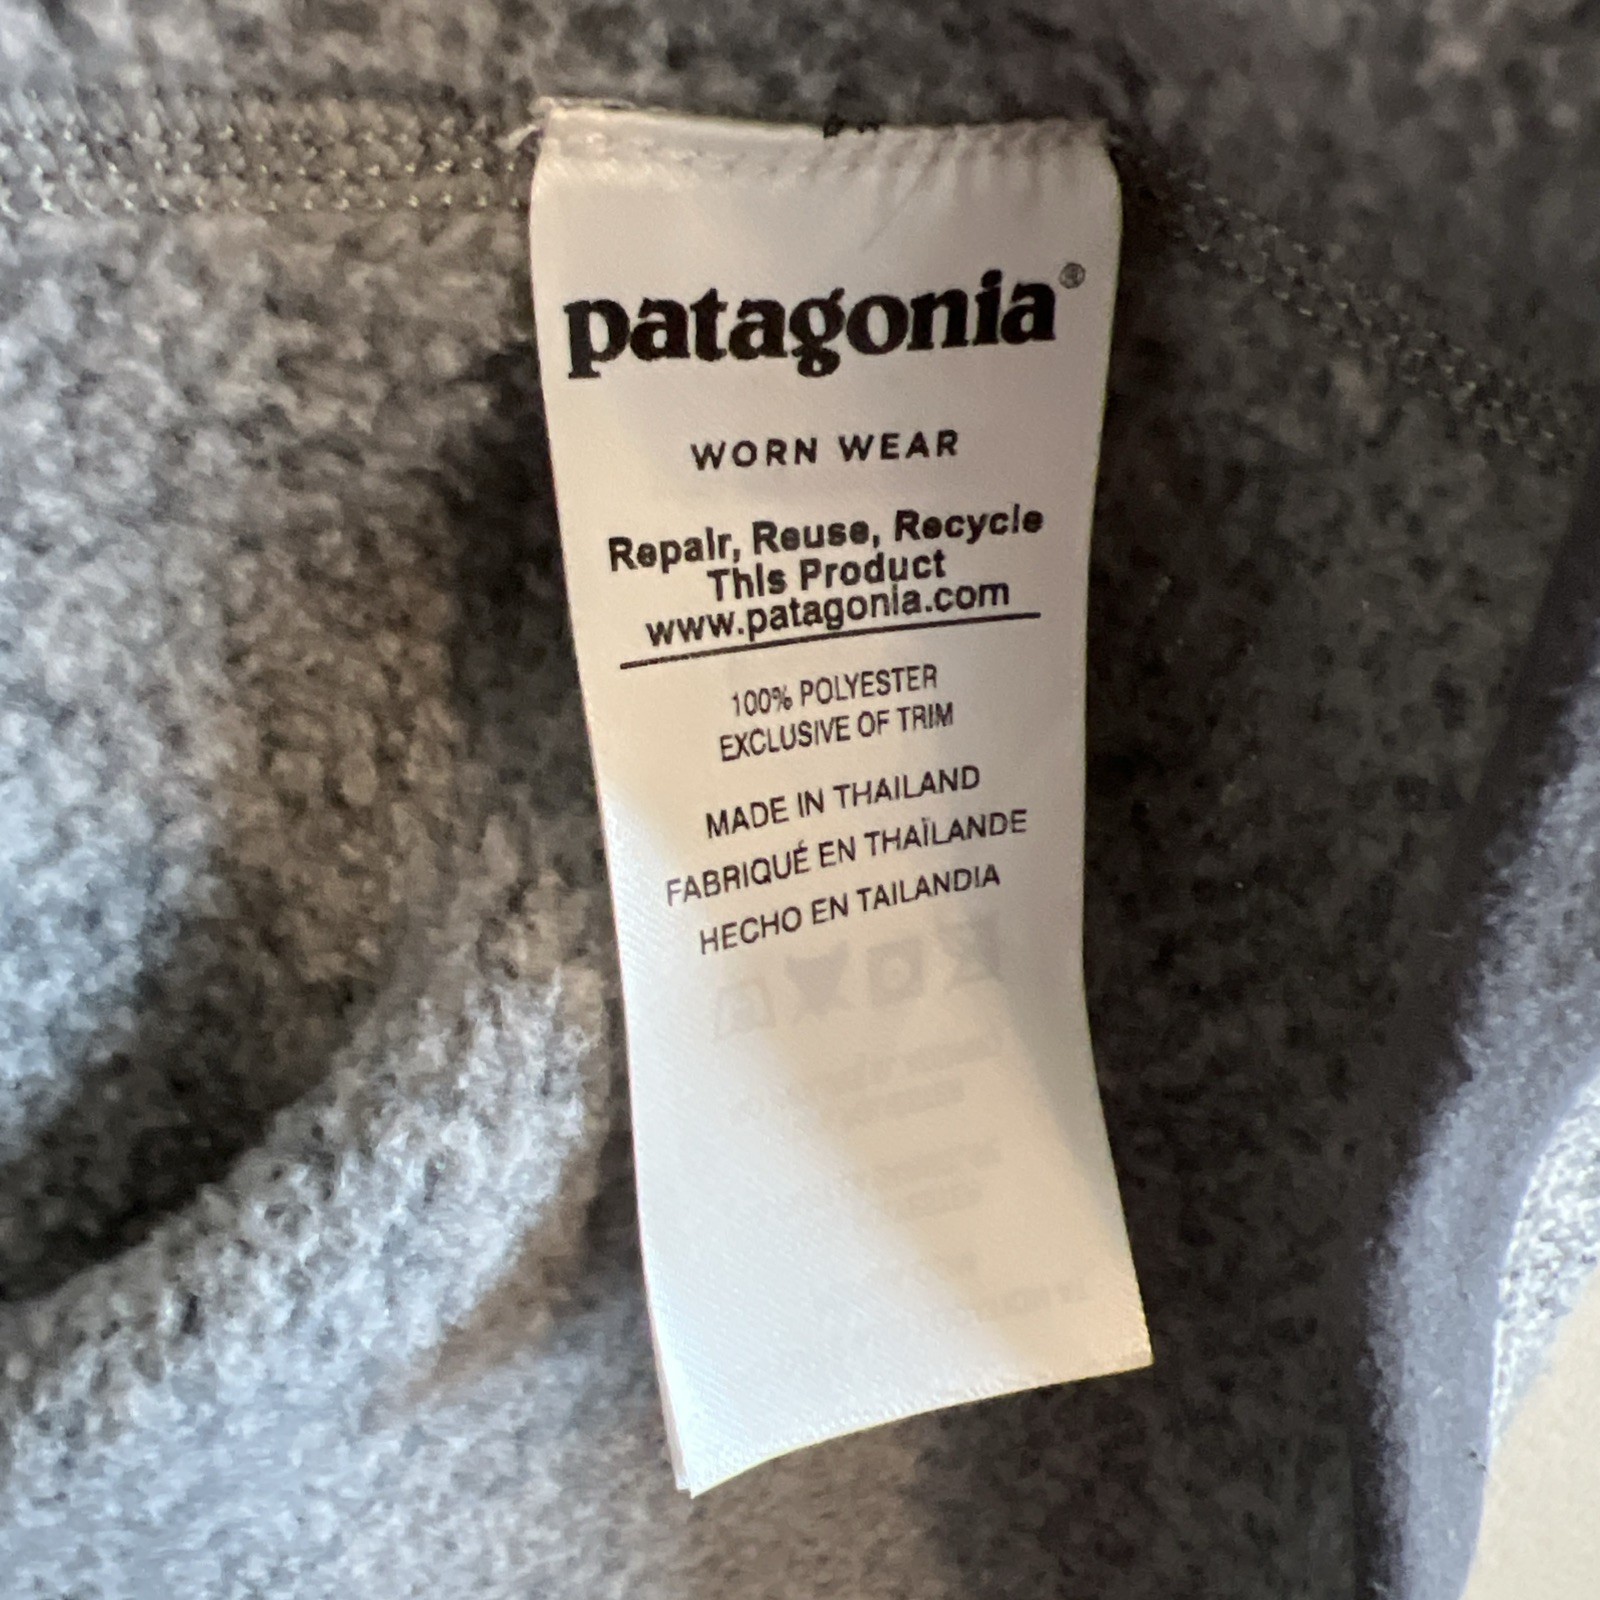 patagonia®
WORN WEAR
Repair, Reuse, Recycle
This Product
www.patagonia.com
100% POLYESTER
EXCLUSIVE OF TRIM
MADE IN THAILAND
FABRIQUÉ EN THAÏLANDE
HECHO EN TAILANDIA